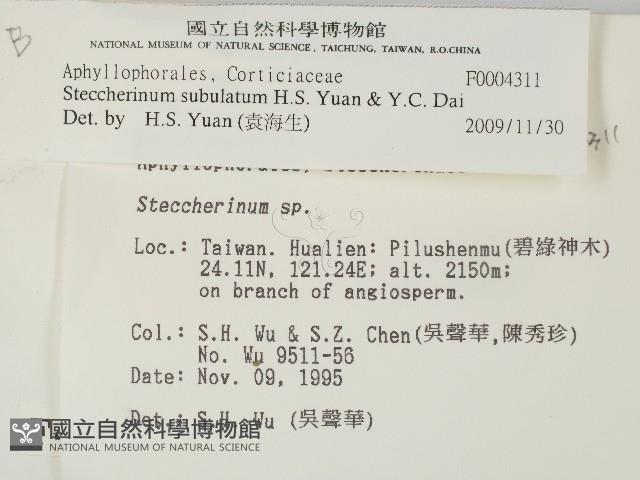 B
國立自然科學博物館
NATIONAL MUSEUM OF NATURAL SCIENCE, TAICHUNG, TAIWAN, R.O.CHINA
Aphyllophorales, Corticiaceae F0004311
Steccherinum subulatum H.S. Yuan & Y.C. Dai
Det. by H.S. Yuan (袁海生) 2009/11/30
Steccherinum sp.
Loc.: Taiwan. Hualien: Pilushenmu(碧綠神木)
24.11N, 121.24E; alt. 2150m;
on branch of angiosperm.
Col.: S.H. Wu & S.Z. Chen(吳聲華,陳秀珍)
No. Wu 9511-56
Date: Nov. 09, 1995
Det.: S.H. Wu (吳聲華)
國立自然科學博物館
NATIONAL MUSEUM OF NATURAL SCIENCE